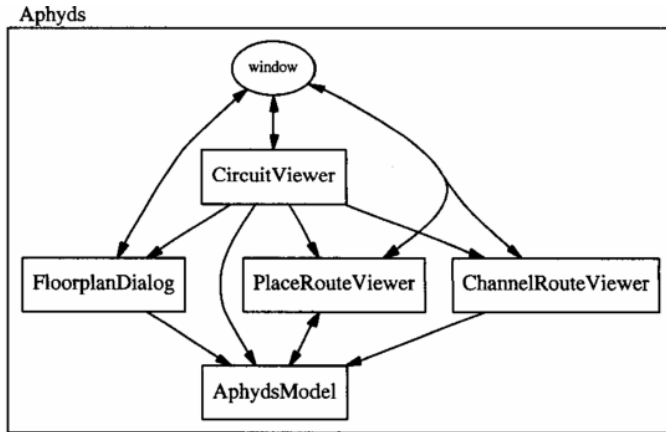 Aphyds
window
CircuitViewer
FloorplanDialog
PlaceRouteViewer
ChannelRouteViewer
AphydsModel